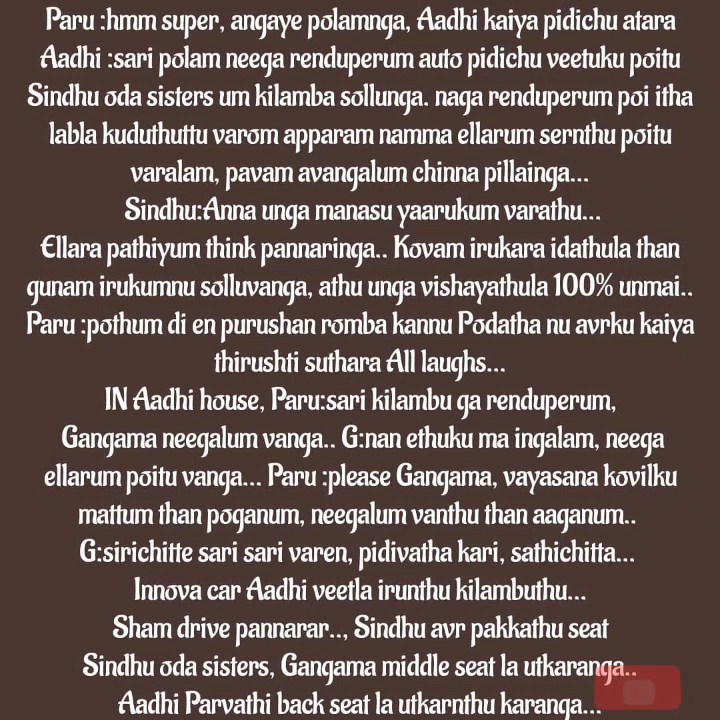 Paru :hmm super, angaye polamnga, Aadhi kaiya pidichu atara
Aadhi :sari polam neega renduperum auto pidichu veetuku poitu
Sindhu oda sisters um kilamba sollunga. naga renduperum poi itha
labla kuduthuttu varom apparam namma ellarum sernthu poitu
varalam, pavam avangalum chinna pillainga...
Sindhu:Anna unga manasu yaarukum varathu...
Ellara pathiyum think pannaringa.. Kovam irukara idathula than
gunam irukumnu solluvanga, athu unga vishayathula 100% unmai..
Paru :pothum di en purushan romba kannu Podatha nu avrku kaiya
thirushti suthara All laughs...
IN Aadhi house, Paru:sari kilambu ga renduperum,
Gangama neegalum vanga.. G:nan ethuku ma ingalam, neega
ellarum poitu vanga... Paru :please Gangama, vayasana kovilku
mattum than poganum, neegalum vanthu than aaganum..
G:sirichitte sari sari varen, pidivatha kari, sathichitta...
Innova car Aadhi veetla irunthu kilambuthu...
Sham drive pannarar.., Sindhu avr pakkathu seat
Sindhu oda sisters, Gangama middle seat la utkaranga..
Aadhi Parvathi back seat la utkarnthu karanga...